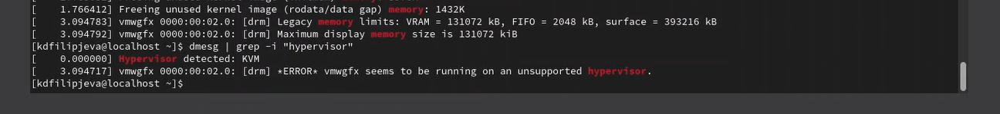 [    1.766412] Freeing unused kernel image (rodata/data gap) memory: 1432K
[    3.094783] vmwgfx 0000:00:02.0: [drm] Legacy memory limits: VRAM = 131072 kB, FIFO = 2048 kB, surface = 393216 kB
[    3.094792] vmwgfx 0000:00:02.0: [drm] Maximum display memory size is 131072 kiB
[kdfilipjeva@localhost ~]$ dmesg | grep -i "hypervisor"
[    0.000000] Hypervisor detected: KVM
[    3.094717] vmwgfx 0000:00:02.0: [drm] *ERROR* vmwgfx seems to be running on an unsupported hypervisor.
[kdfilipjeva@localhost ~]$